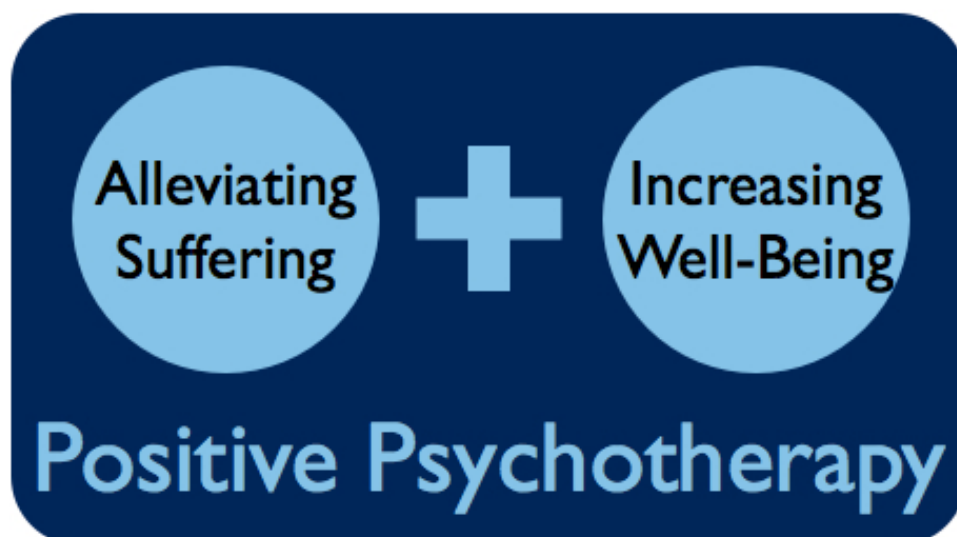 Alleviating
Suffering
Increasing
Well-Being
Positive Psychotherapy